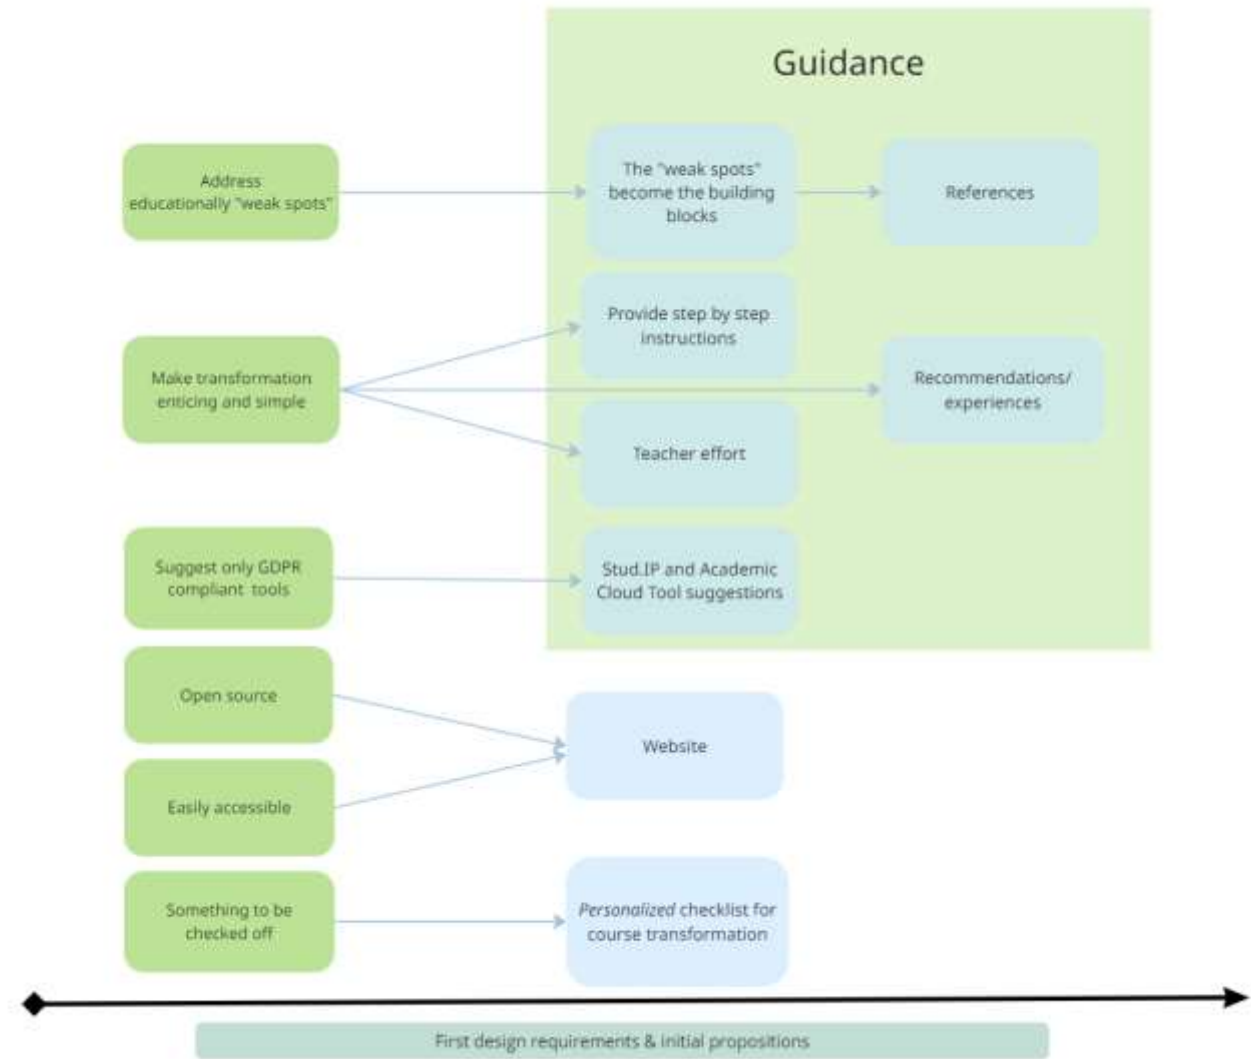 Guidance
Address
educationally "weak spots"
The "weak spots"
become the building
blocks
References
Make transformation
enticing and simple
Provide step by step
instructions
Recommendations/
experiences
Teacher effort
Suggest only GDPR
compliant tools
Stud.IP and Academic
Cloud Tool suggestions
Open source
Website
Easily accessible
Something to be
checked off
Personalized checklist for
course transformation
First design requirements & initial propositions